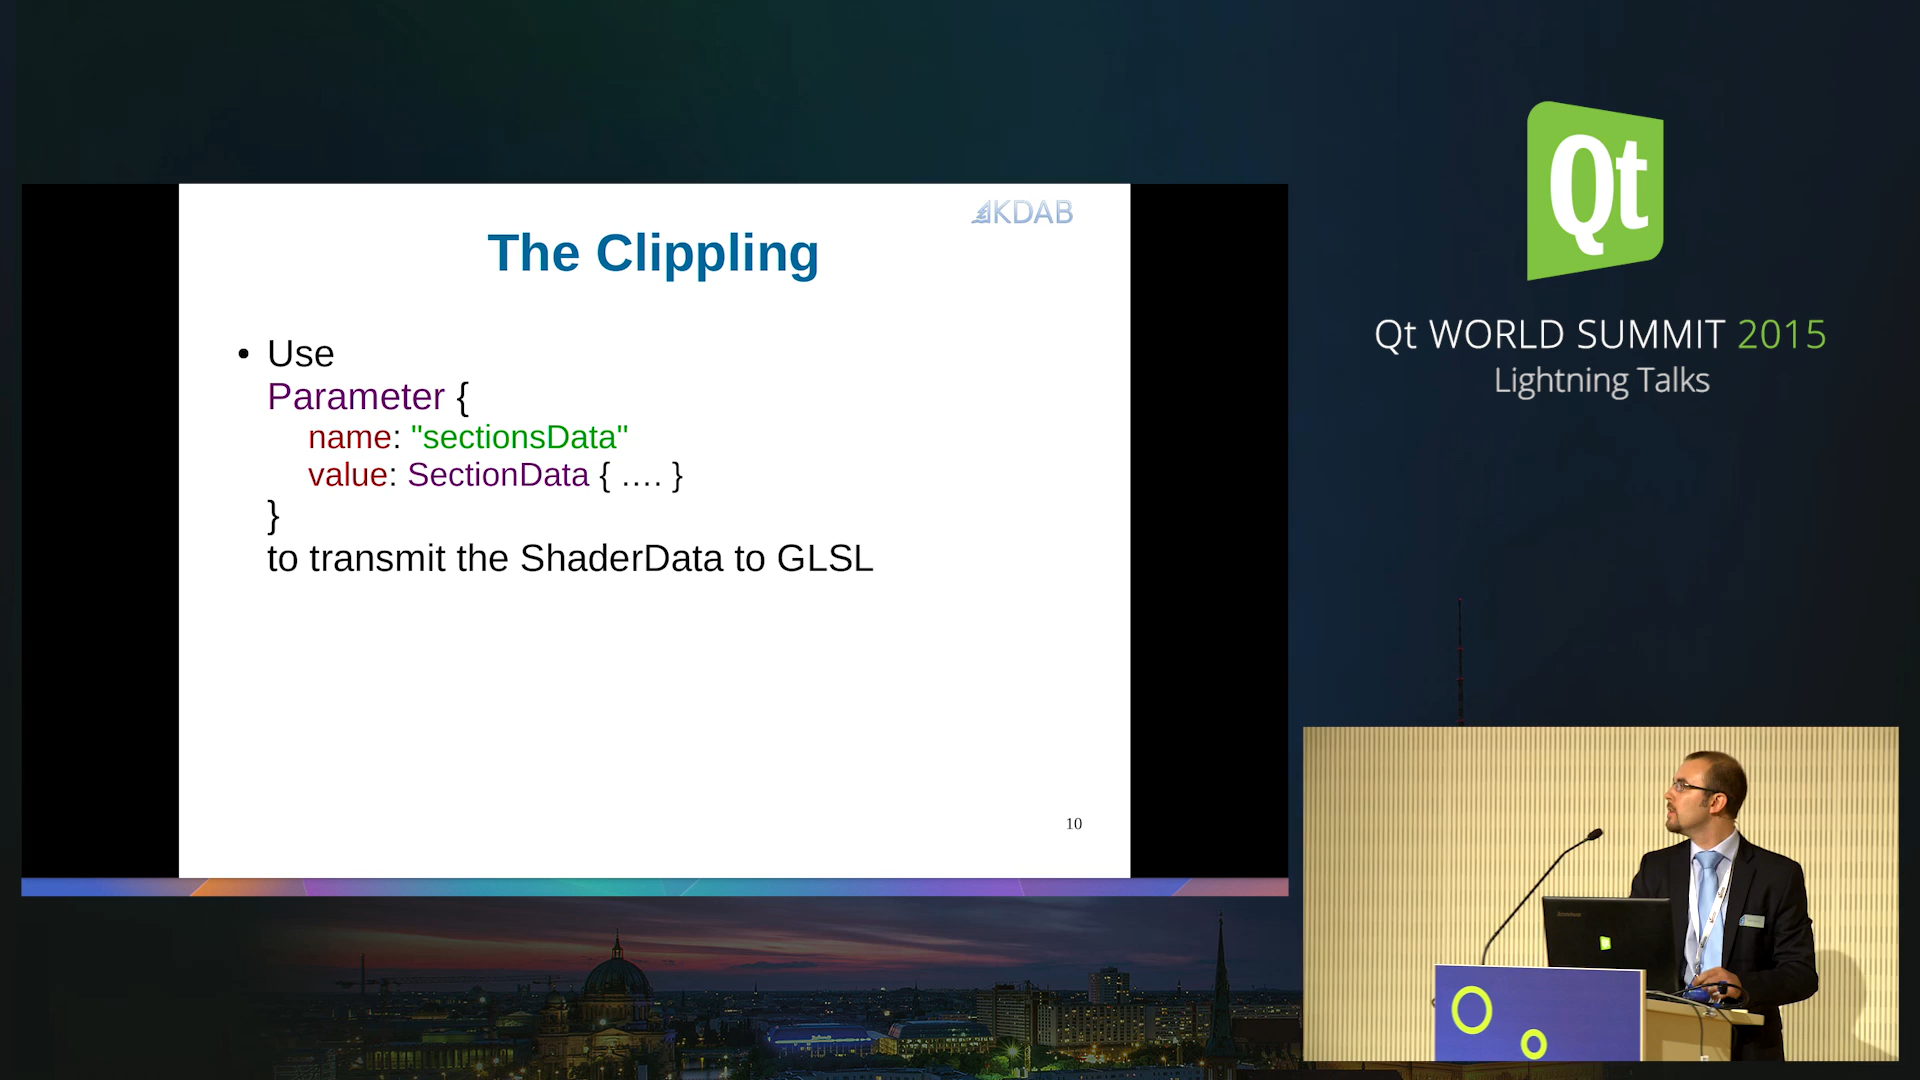 KDAB
The Clippling
• Use
Parameter {
name: "sectionsData"
value: SectionData { .... }
}
to transmit the ShaderData to GLSL
10
Qt
Qt WORLD SUMMIT 2015
Lightning Talks